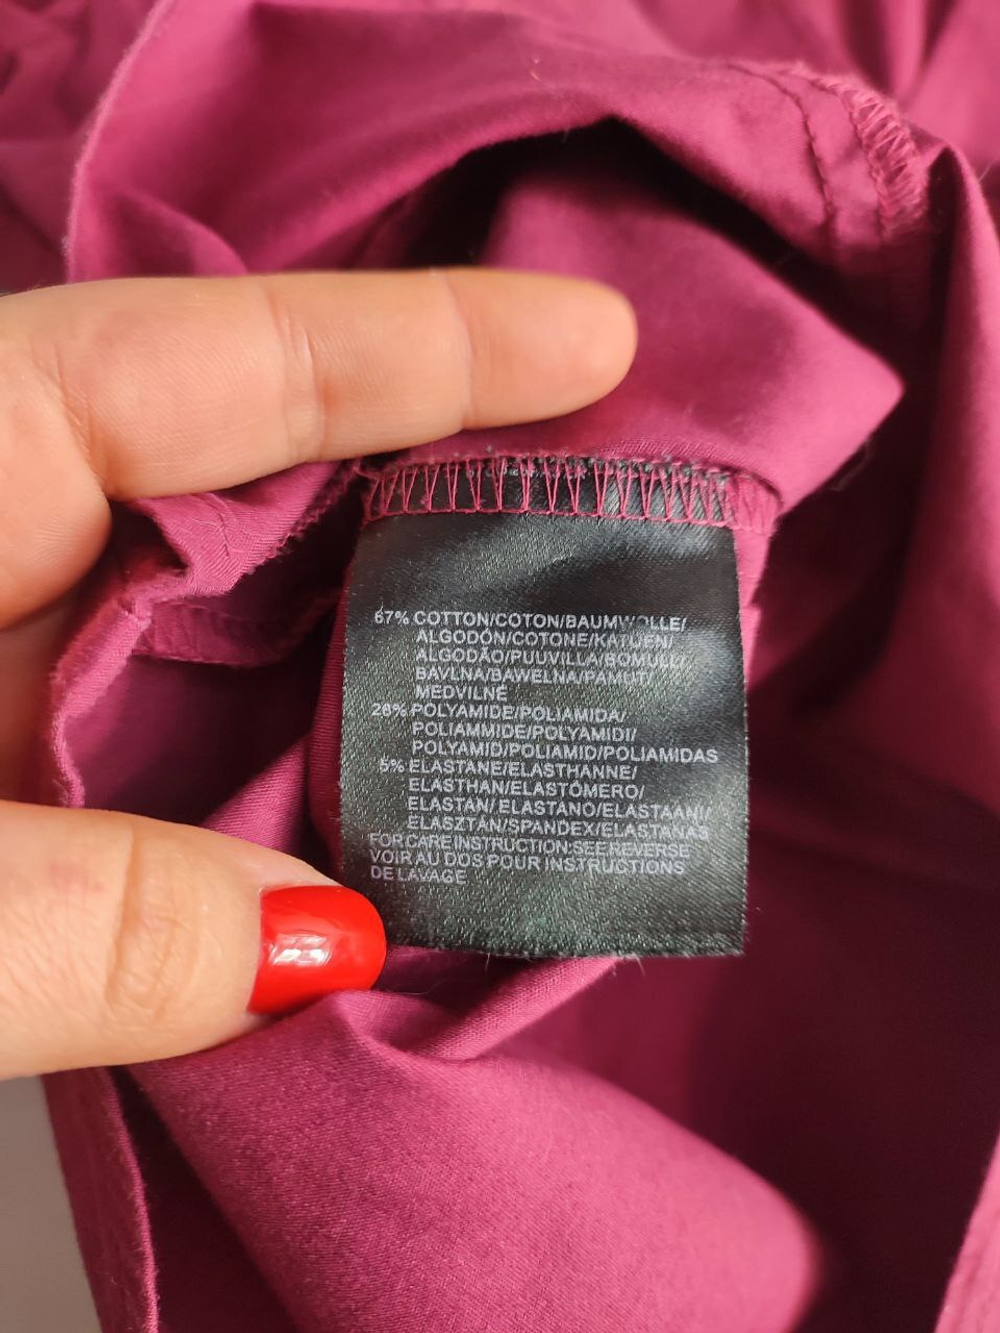 67% COTTON/COTON/BAUMWOLLE/
ALGODÓN/COTONE/KATUEN/
ALGODÃO/PUUVILLA/BOMULL/
BAVLNA/BAWEŁNA/PAMUT/
MEDVILNĖ
28% POLYAMIDE/POLIAMIDA/
POLIAMMIDE/POLYAMIDI/
POLYAMID/POLIAMID/POLIAMIDAS
5% ELASTANE/ELASTHANNE/
ELASTHAN/ELASTÓMERO/
ELASTAN/ ELASTANO/ELASTAANI/
ELASZTÁN/SPANDEX/ELASTANAS
FOR CARE INSTRUCTION:SEE REVERSE
VOIR AU DOS POUR INSTRUCTIONS
DE LAVAGE